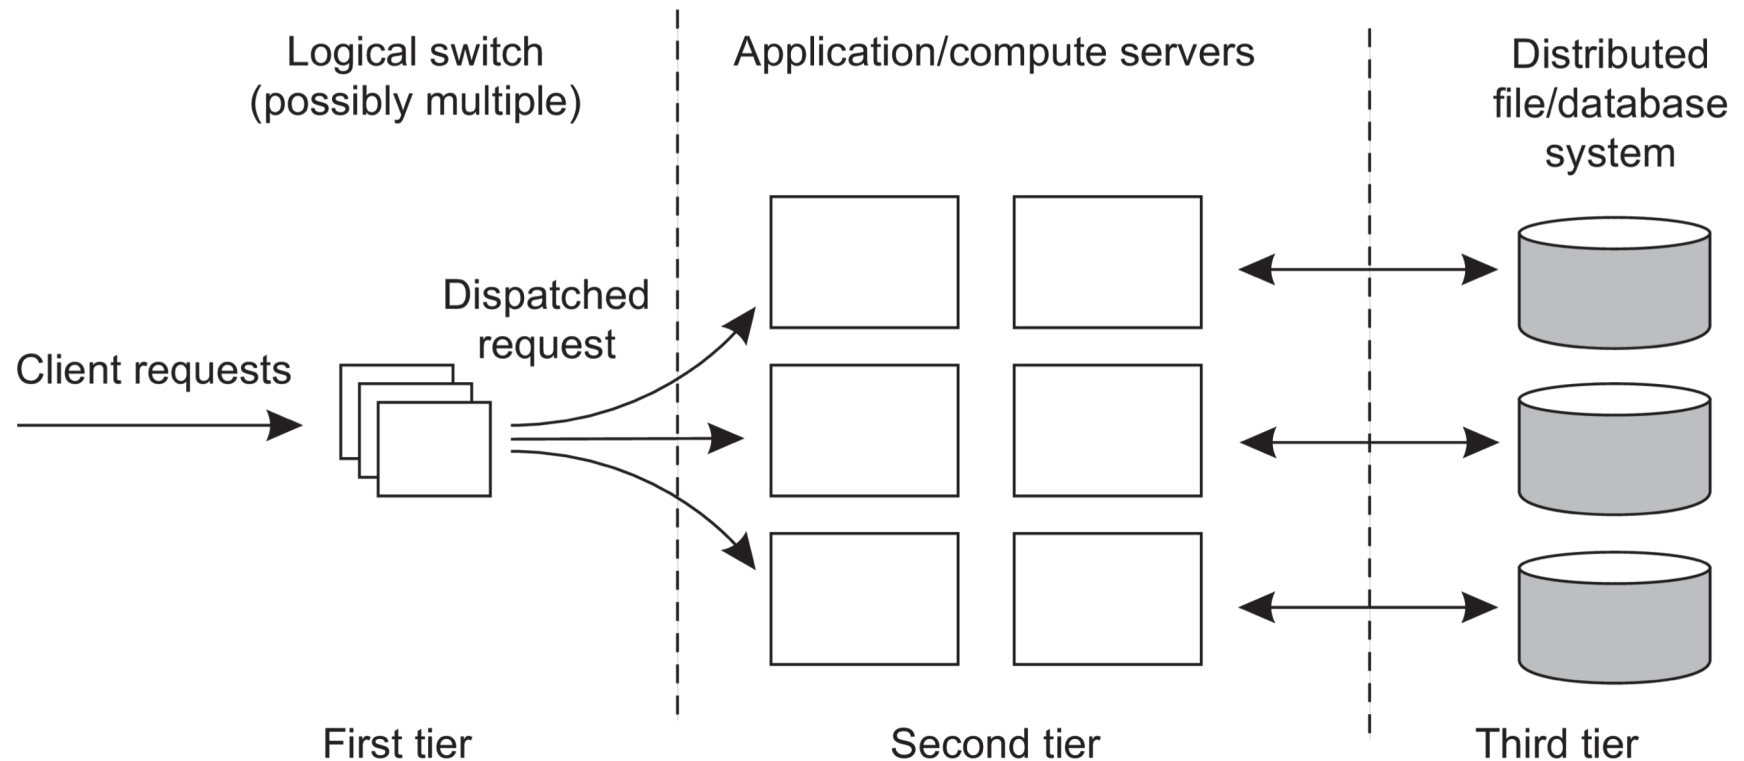 Logical switch
(possibly multiple)
Application/compute servers
Distributed
file/database
system
Dispatched
request
Client requests
First tier
Second tier
Third tier